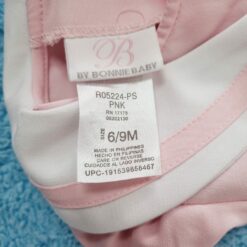 B
BY BONNIE BABY
R05224-PS
PNK
RN 17175
SIZE 6/9M
MADE IN PHILIPPINES
HECHO EN FILIPINAS
CARE ON REVERSE
CUIDADOS AL LADO INVERSO
UPC-191539656467